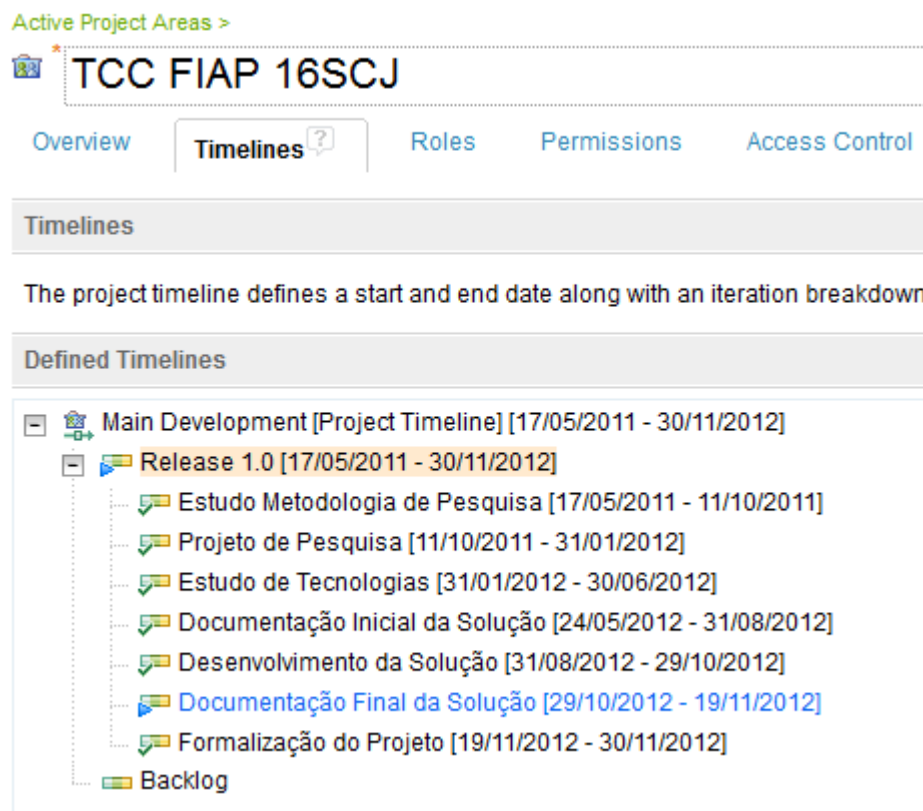 Active Project Areas >
* TCC FIAP 16SCJ
Overview Timelines ? Roles Permissions Access Control
Timelines
The project timeline defines a start and end date along with an iteration breakdown
Defined Timelines
Main Development [Project Timeline] [17/05/2011 - 30/11/2012]
Release 1.0 [17/05/2011 - 30/11/2012]
Estudo Metodologia de Pesquisa [17/05/2011 - 11/10/2011]
Projeto de Pesquisa [11/10/2011 - 31/01/2012]
Estudo de Tecnologias [31/01/2012 - 30/06/2012]
Documentação Inicial da Solução [24/05/2012 - 31/08/2012]
Desenvolvimento da Solução [31/08/2012 - 29/10/2012]
Documentação Final da Solução [29/10/2012 - 19/11/2012]
Formalização do Projeto [19/11/2012 - 30/11/2012]
Backlog